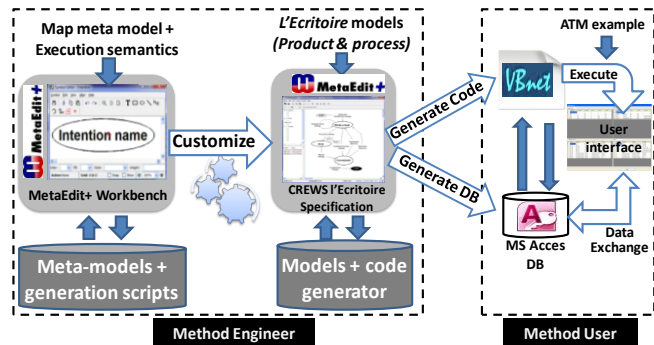 Map meta model +
Execution semantics
L'Ecritoire models
(Product & process)
ATM example
MetaEdit+
Intention name
MetaEdit+ Workbench
Customize
MetaEdit+
CREWS l'Ecritoire
Specification
Generate Code
Generate DB
VBnet
Execute
User
interface
MS Acces
DB
Data
Exchange
Meta-models +
generation scripts
Models + code
generator
Method Engineer
Method User